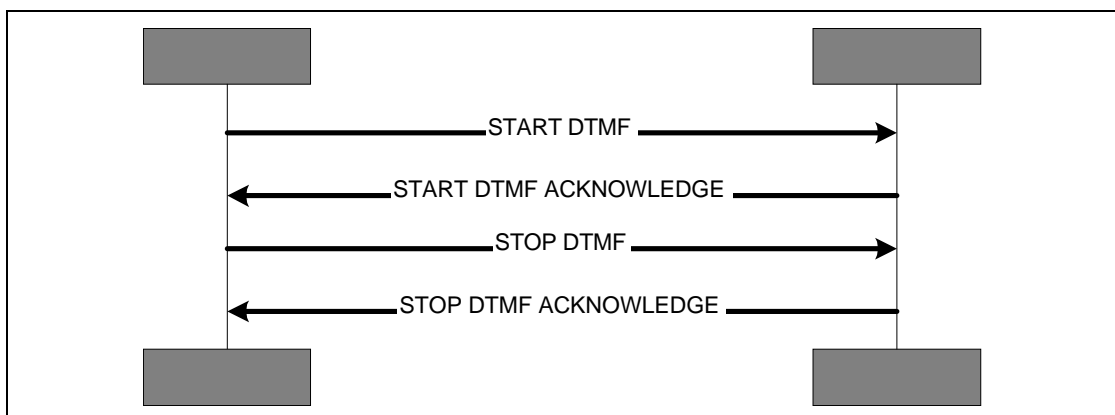 START DTMF
START DTMF ACKNOWLEDGE
STOP DTMF
STOP DTMF ACKNOWLEDGE